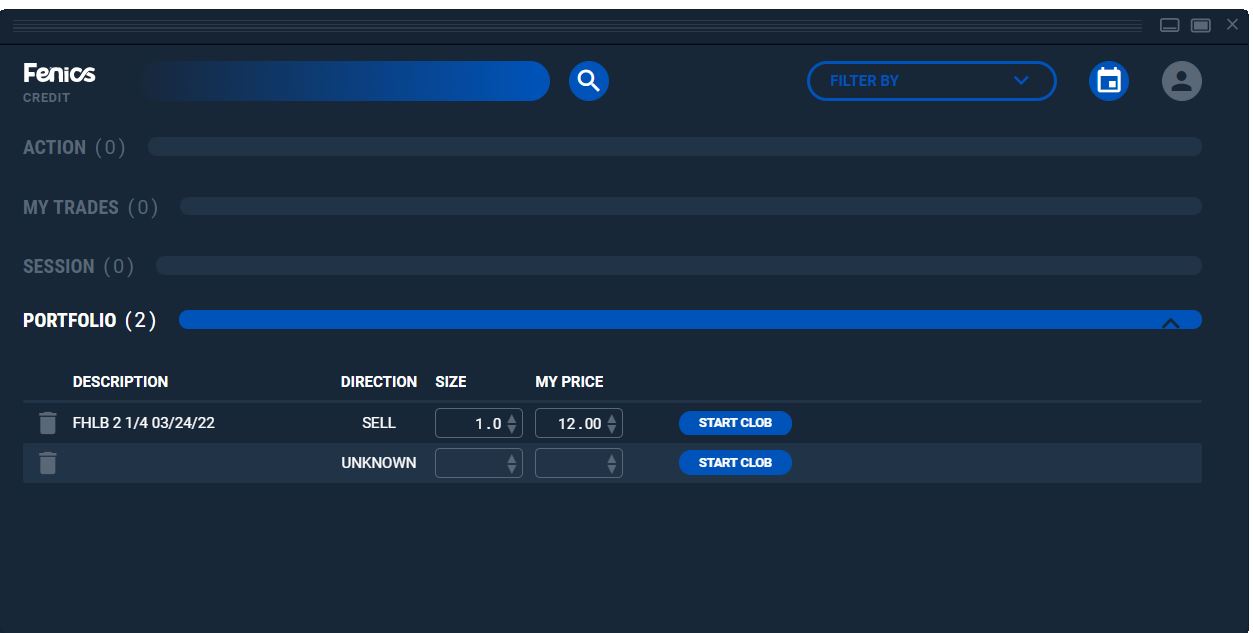 Fenics
CREDIT
FILTER BY
ACTION (0)
MY TRADES (0)
SESSION (0)
PORTFOLIO (2)
DESCRIPTION DIRECTION SIZE MY PRICE
FHLB 2 1/4 03/24/22 SELL 1.0 12.00 START CLOB
UNKNOWN START CLOB